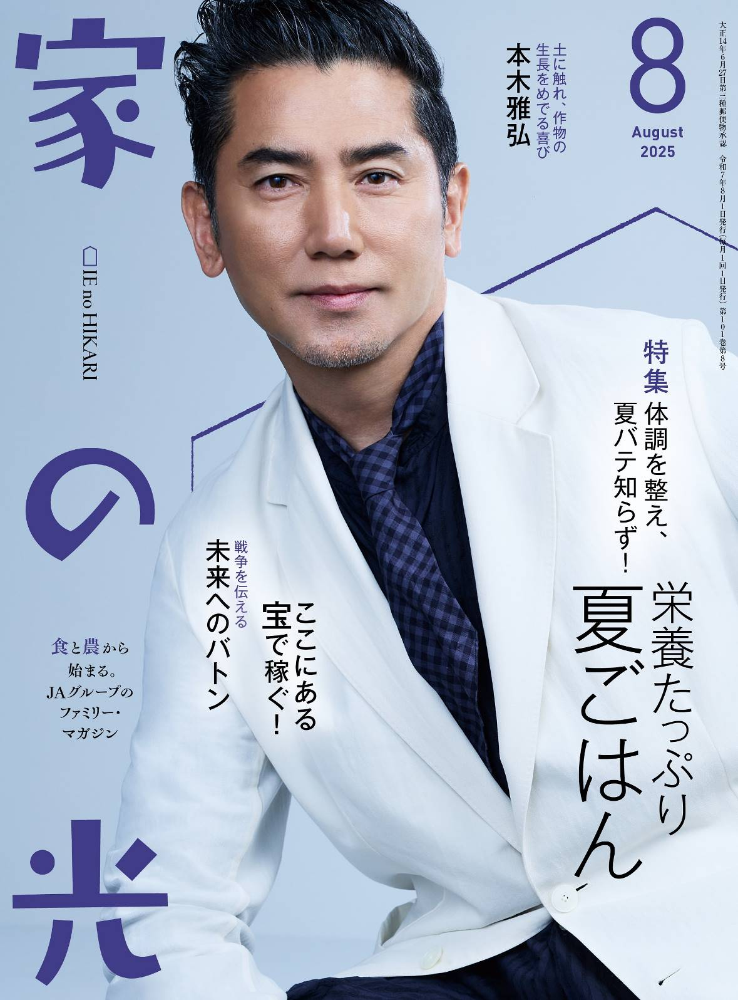 家の光
IE no HIKARI
食と農から
始まる。
JAグループの
ファミリー・
マガジン
8
August
2025
大正14年6月27日第三種郵便物承認 令和7年8月1日発行（毎月1回1日発行）第101巻第8号
土に触れ、作物の
生長をめでる喜び
本木雅弘
特集 体調を整え、
夏バテ知らず！
栄養たっぷり
夏ごはん
ここにある
宝で稼ぐ！
戦争を伝える
未来へのバトン